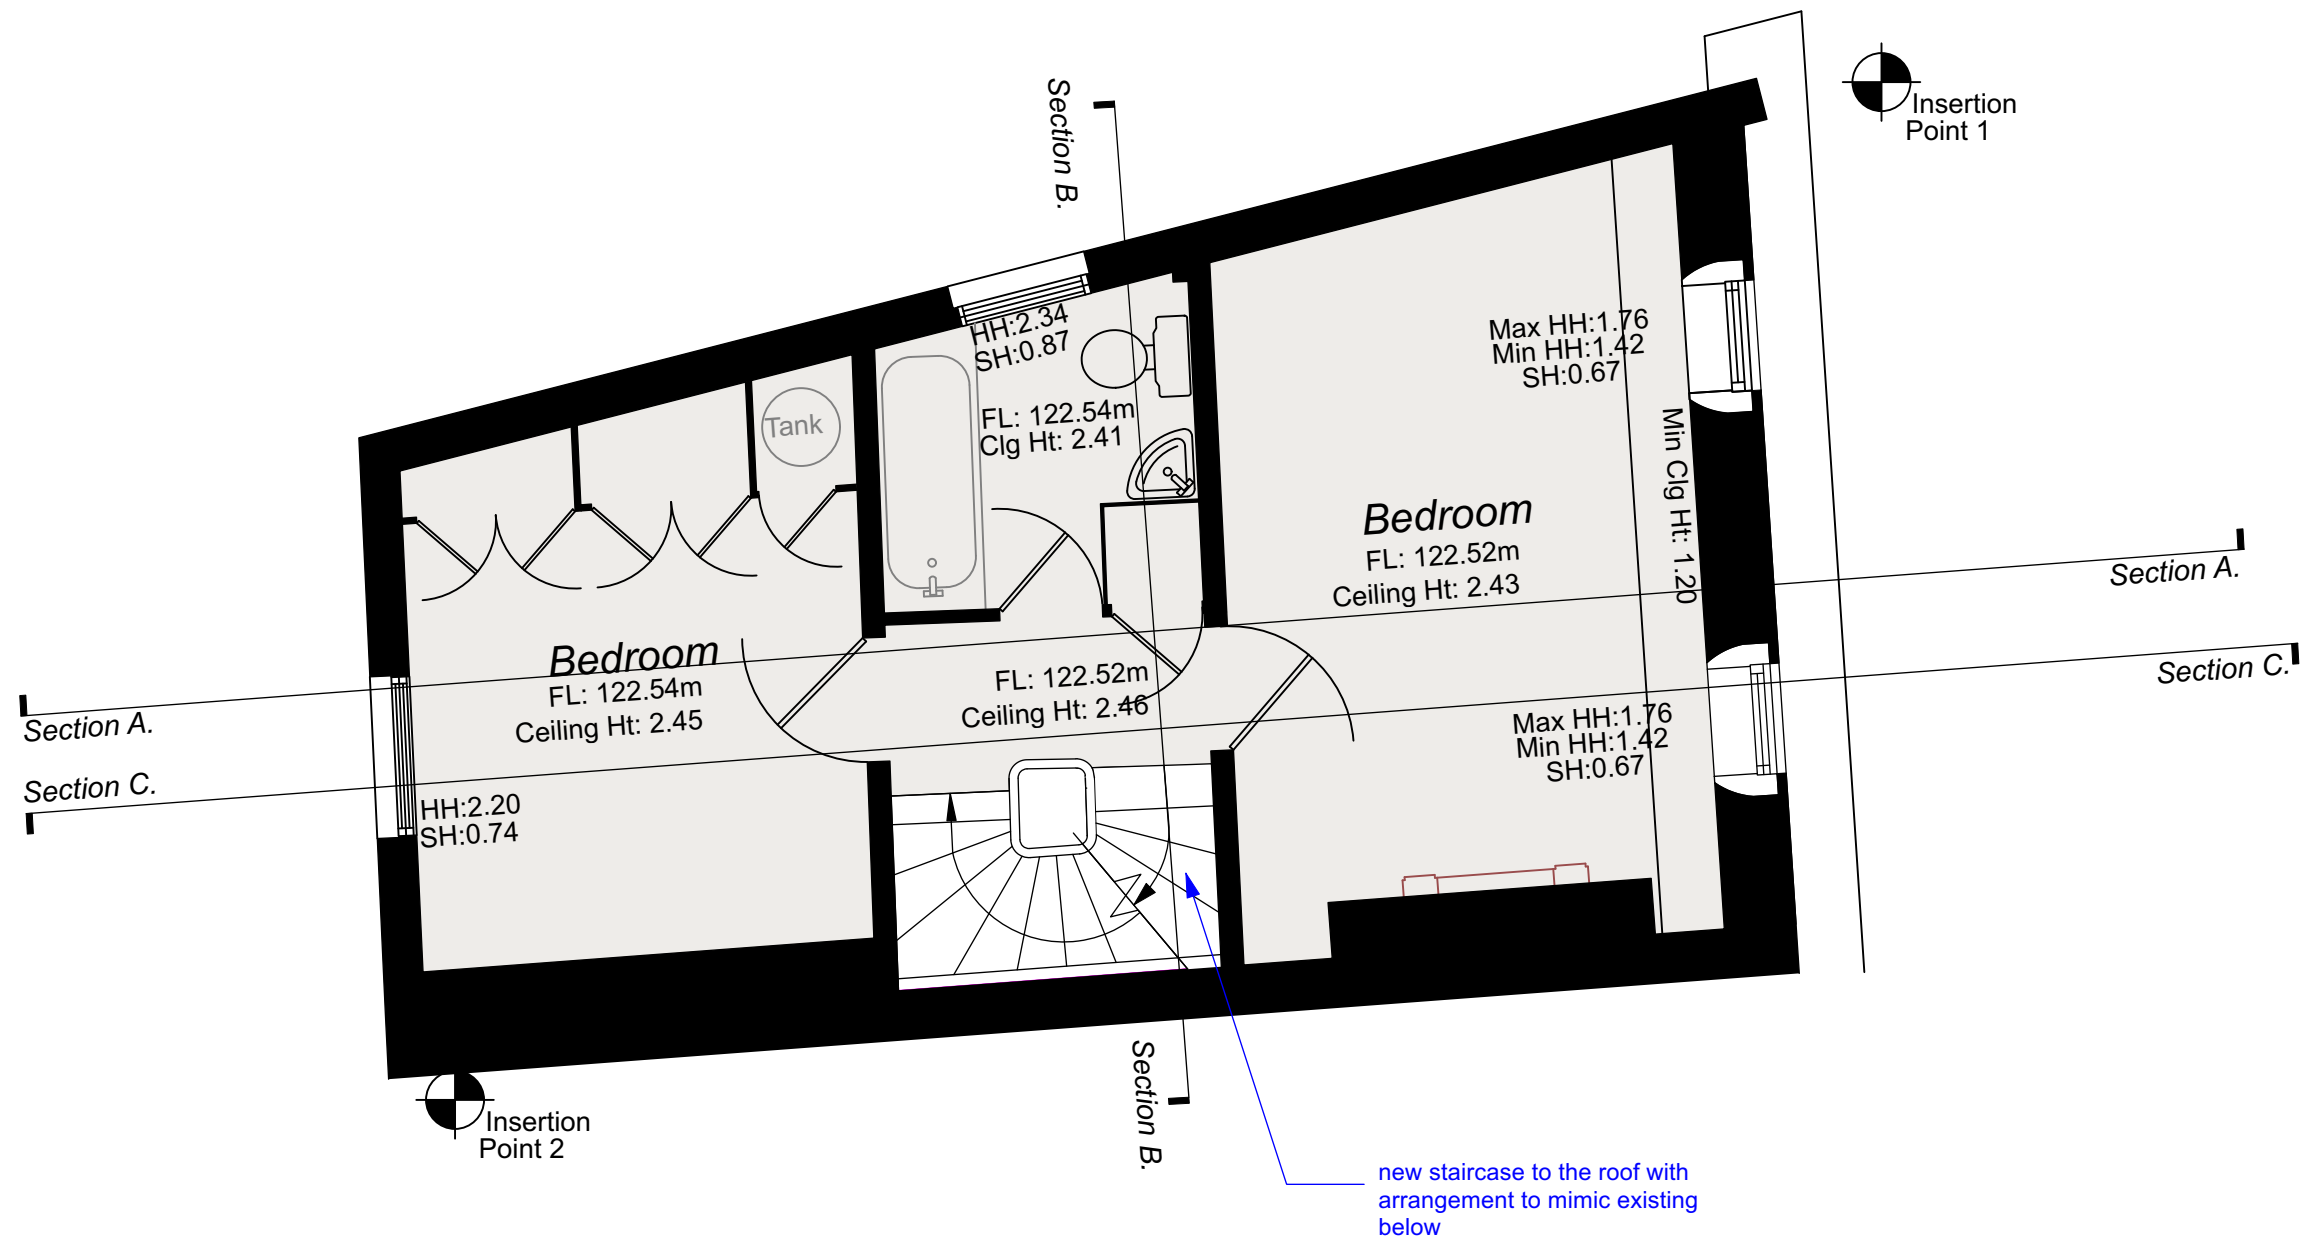 Section B.
Insertion
Point 1
HH:2.34
SH:0.87
Max HH:1.76
Min HH:1.42
SH:0.67
Tank
FL: 122.54m
Clg Ht: 2.41
Min Clg Ht: 1.20
Bedroom
FL: 122.52m
Ceiling Ht: 2.43
Section A.
Bedroom
FL: 122.54m
Ceiling Ht: 2.45
FL: 122.52m
Ceiling Ht: 2.46
Section C.
Section A.
Max HH:1.76
Min HH:1.42
SH:0.67
Section C.
HH:2.20
SH:0.74
Section B.
Insertion
Point 2
new staircase to the roof with
arrangement to mimic existing
below